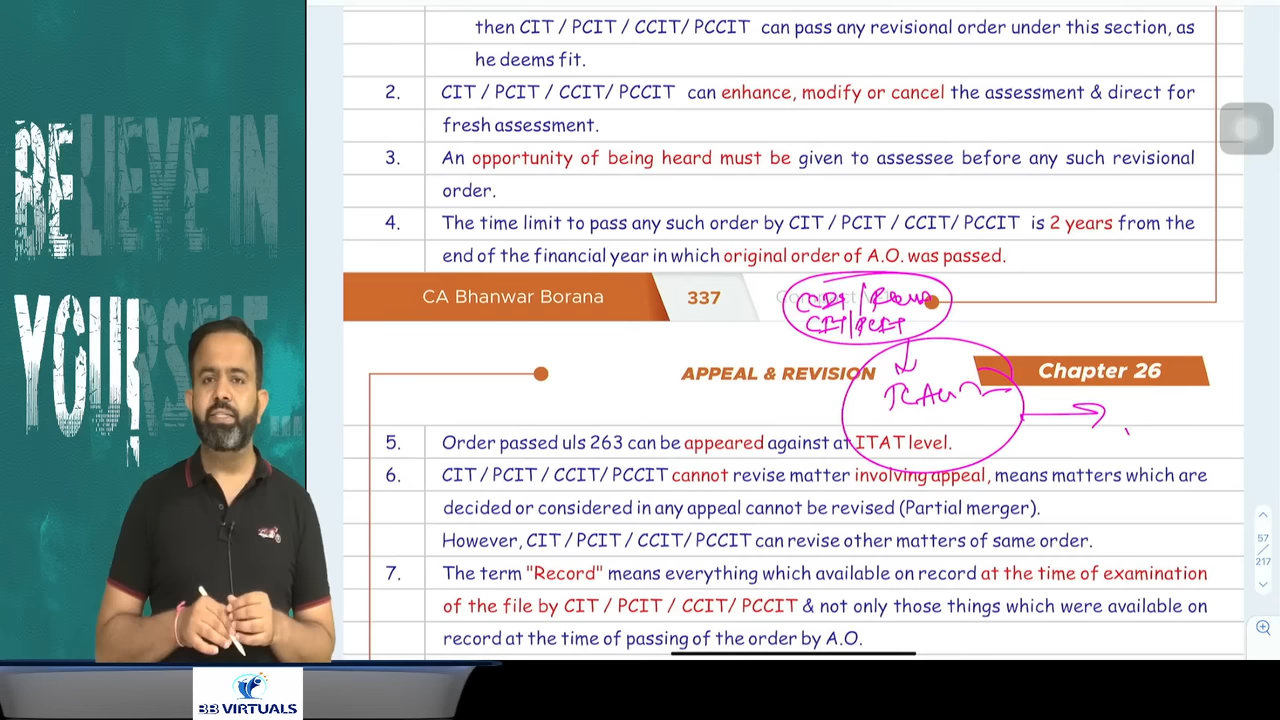 BELIEVE IN
YOURSELF...
then CIT / PCIT / CCIT/ PCCIT can pass any revisional order under this section, as
he deems fit.
2. CIT / PCIT / CCIT/ PCCIT can enhance, modify or cancel the assessment & direct for
fresh assessment.
3. An opportunity of being heard must be given to assessee before any such revisional
order.
4. The time limit to pass any such order by CIT / PCIT / CCIT/ PCCIT is 2 years from the
end of the financial year in which original order of A.O. was passed.
CA Bhanwar Borana 337
CIT/PCIT
APPEAL & REVISION Chapter 26
5. Order passed uls 263 can be appeared against at ITAT level.
6. CIT / PCIT / CCIT/ PCCIT cannot revise matter involving appeal, means matters which are
decided or considered in any appeal cannot be revised (Partial merger).
However, CIT / PCIT / CCIT/ PCCIT can revise other matters of same order.
7. The term "Record" means everything which available on record at the time of examination
of the file by CIT / PCIT / CCIT/ PCCIT & not only those things which were available on
record at the time of passing of the order by A.O.
57
/
217
BB VIRTUALS